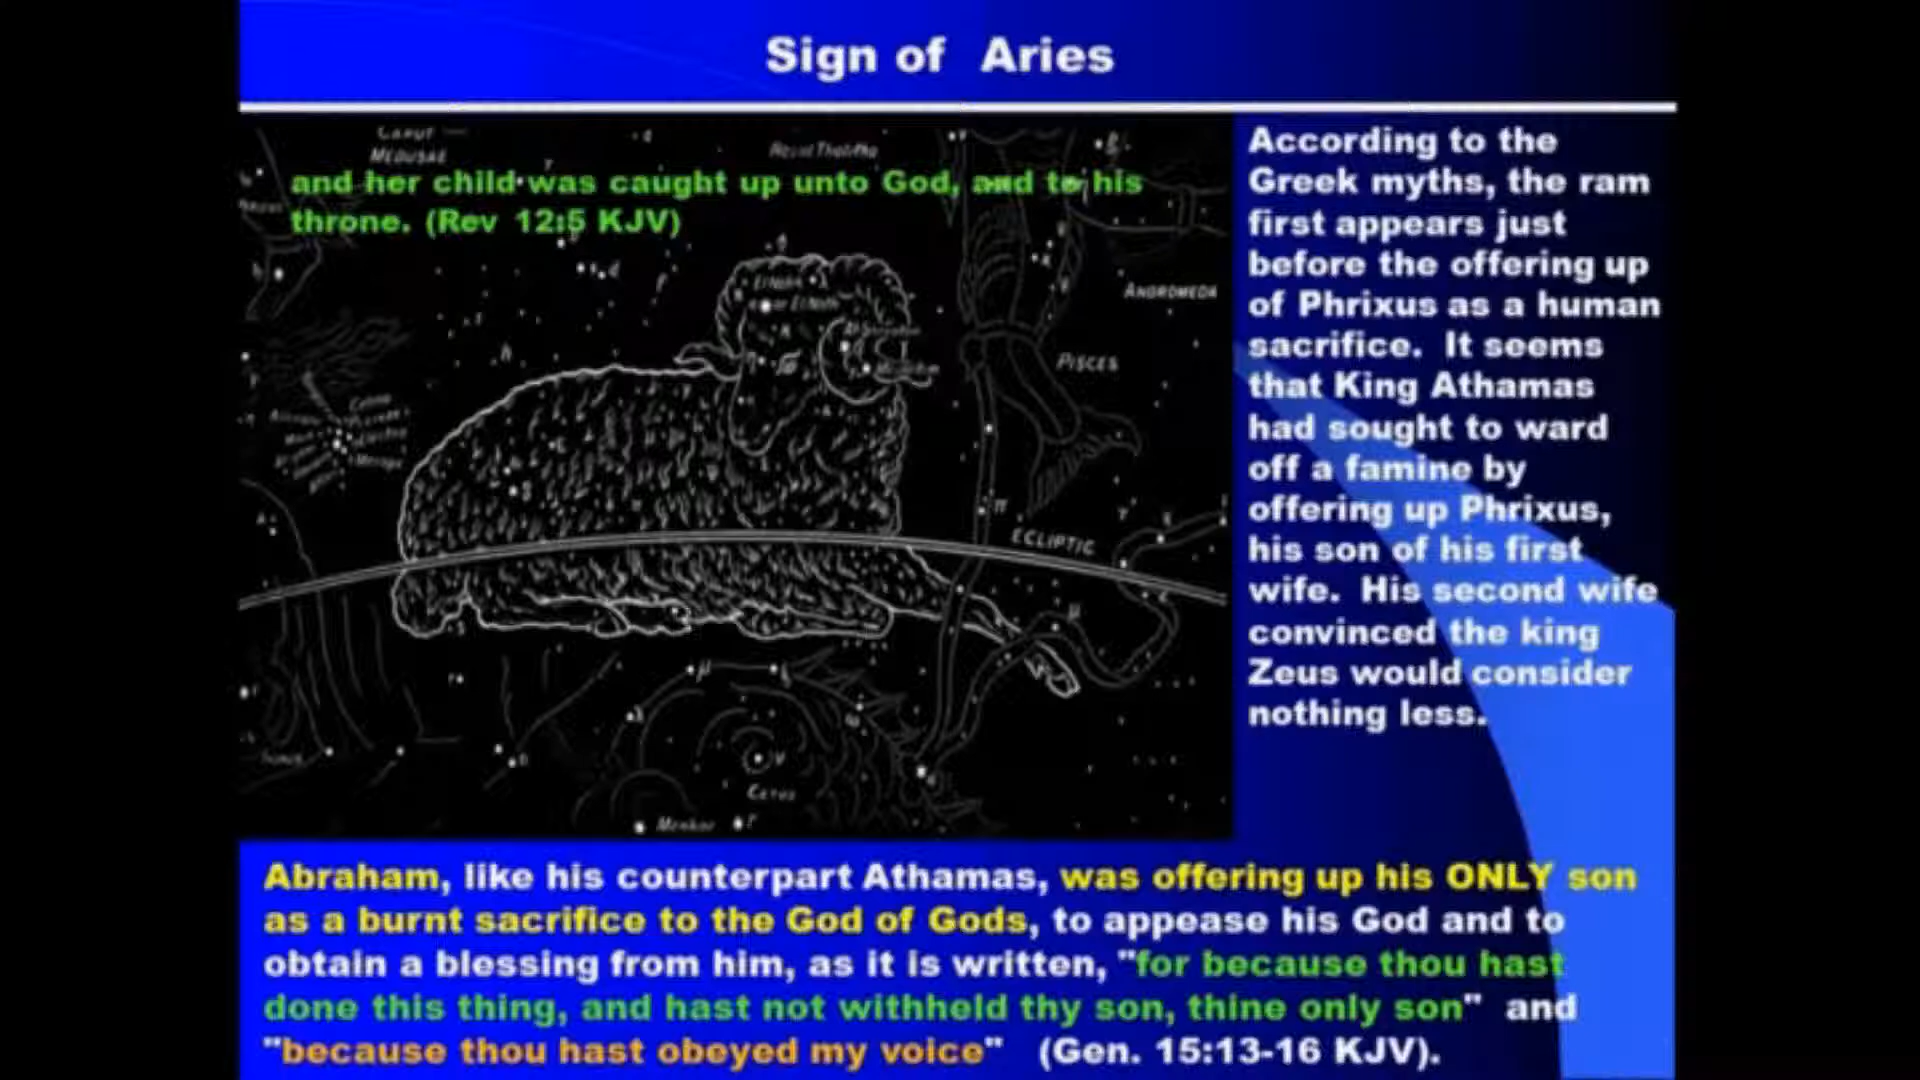 Sign of Aries
CAPUT
MEDUSAE
and her child was caught up unto God, and to his
throne. (Rev 12:5 KJV)
ANDROMEDA
PISCES
ECLIPTIC
CETUS
Menkar
According to the
Greek myths, the ram
first appears just
before the offering up
of Phrixus as a human
sacrifice. It seems
that King Athamas
had sought to ward
off a famine by
offering up Phrixus,
his son of his first
wife. His second wife
convinced the king
Zeus would consider
nothing less.
Abraham, like his counterpart Athamas, was offering up his ONLY son
as a burnt sacrifice to the God of Gods, to appease his God and to
obtain a blessing from him, as it is written, "for because thou hast
done this thing, and hast not withheld thy son, thine only son" and
"because thou hast obeyed my voice" (Gen. 15:13-16 KJV).